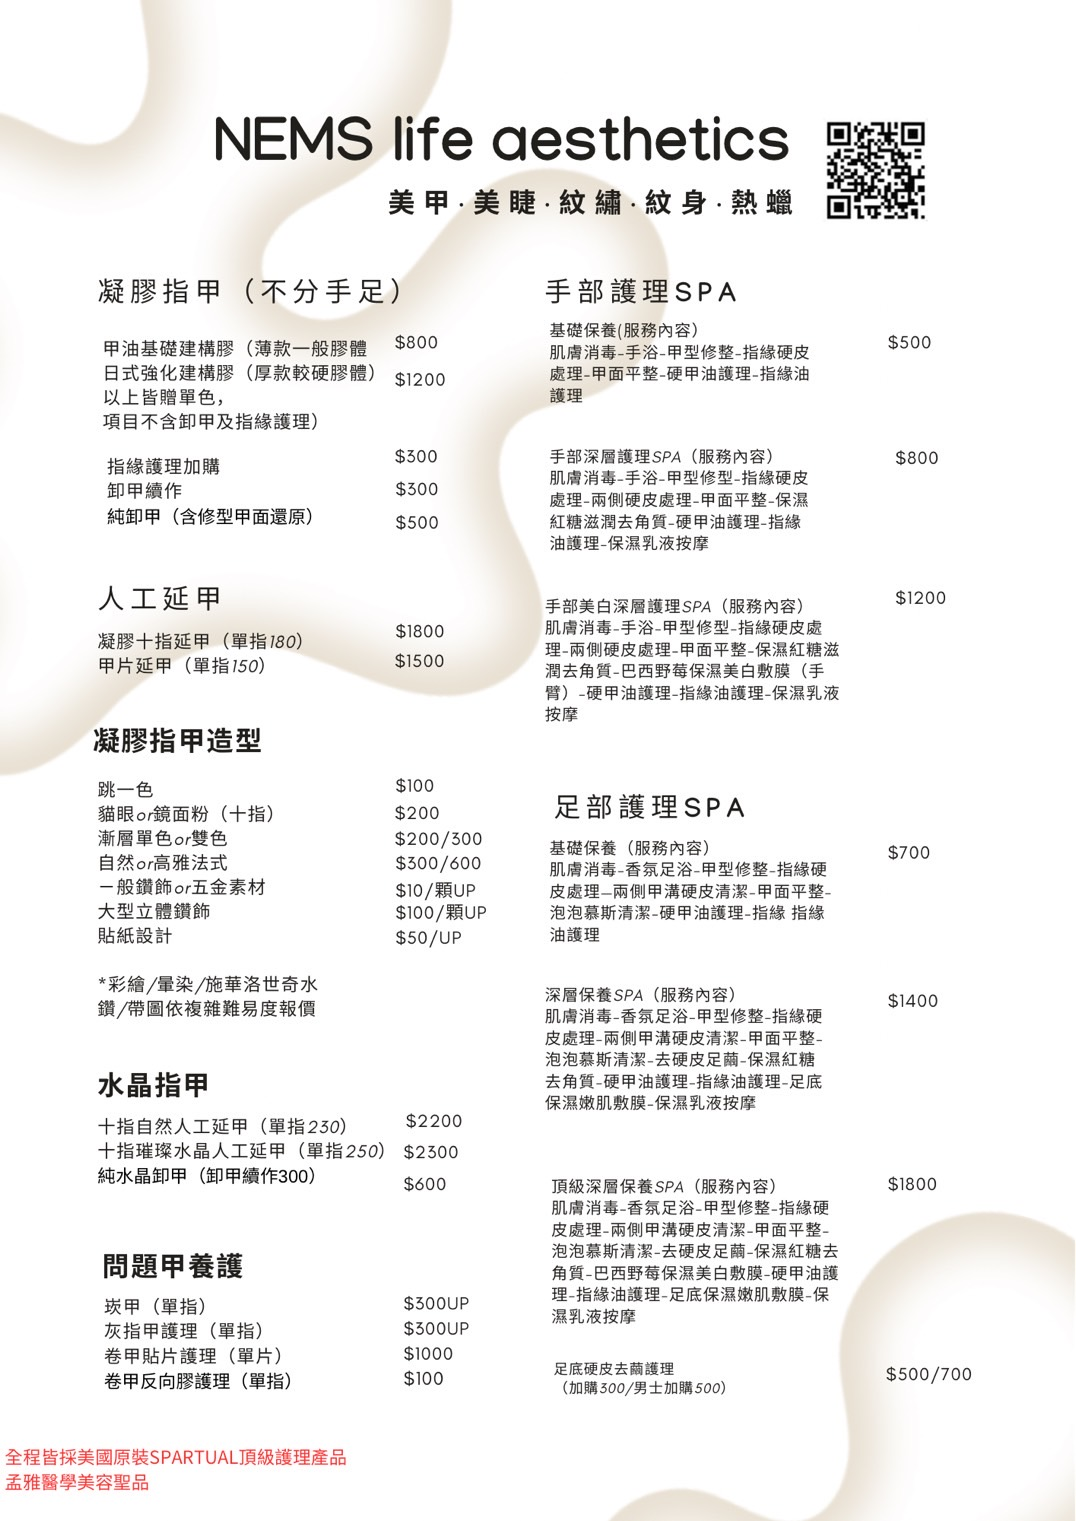 NEMS life aesthetics
美甲·美睫·紋繡·紋身·熱蠟
凝膠指甲（不分手足）
甲油基礎建構膠（薄款一般膠體 $800
日式強化建構膠（厚款較硬膠體） $1200
以上皆贈單色，
項目不含卸甲及指緣護理）
指緣護理加購 $300
卸甲續作 $300
純卸甲（含修型甲面還原） $500
人工延甲
凝膠十指延甲（單指180） $1800
甲片延甲（單指150） $1500
凝膠指甲造型
跳一色 $100
貓眼or鏡面粉（十指） $200
漸層單色or雙色 $200/300
自然or高雅法式 $300/600
一般鑽飾or五金素材 $10/顆UP
大型立體鑽飾 $100/顆UP
貼紙設計 $50/UP
*彩繪/暈染/施華洛世奇水
鑽/帶圖依複雜難易度報價
水晶指甲
十指自然人工延甲（單指230） $2200
十指璀璨水晶人工延甲（單指250） $2300
純水晶卸甲（卸甲續作300） $600
問題甲養護
崁甲（單指） $300UP
灰指甲護理（單指） $300UP
卷甲貼片護理（單片） $1000
卷甲反向膠護理（單指） $100
手部護理SPA
基礎保養(服務內容） $500
肌膚消毒-手浴-甲型修整-指緣硬皮
處理-甲面平整-硬甲油護理-指緣油
護理
手部深層護理SPA（服務內容） $800
肌膚消毒-手浴-甲型修型-指緣硬皮
處理-兩側硬皮處理-甲面平整-保濕
紅糖滋潤去角質-硬甲油護理-指緣
油護理-保濕乳液按摩
手部美白深層護理SPA（服務內容） $1200
肌膚消毒-手浴-甲型修型-指緣硬皮處
理-兩側硬皮處理-甲面平整-保濕紅糖滋
潤去角質-巴西野莓保濕美白敷膜（手
臂）-硬甲油護理-指緣油護理-保濕乳液
按摩
足部護理SPA
基礎保養（服務內容） $700
肌膚消毒-香氛足浴-甲型修整-指緣硬
皮處理—兩側甲溝硬皮清潔-甲面平整-
泡泡慕斯清潔-硬甲油護理-指緣 指緣
油護理
深層保養SPA（服務內容） $1400
肌膚消毒-香氛足浴-甲型修整-指緣硬
皮處理-兩側甲溝硬皮清潔-甲面平整-
泡泡慕斯清潔-去硬皮足繭-保濕紅糖
去角質-硬甲油護理-指緣油護理-足底
保濕嫩肌敷膜-保濕乳液按摩
頂級深層保養SPA（服務內容） $1800
肌膚消毒-香氛足浴-甲型修整-指緣硬
皮處理-兩側甲溝硬皮清潔-甲面平整-
泡泡慕斯清潔-去硬皮足繭-保濕紅糖去
角質-巴西野莓保濕美白敷膜-硬甲油護
理-指緣油護理-足底保濕嫩肌敷膜-保
濕乳液按摩
足底硬皮去繭護理 $500/700
（加購300/男士加購500）
全程皆採美國原裝SPARTUAL頂級護理產品
孟雅醫學美容聖品